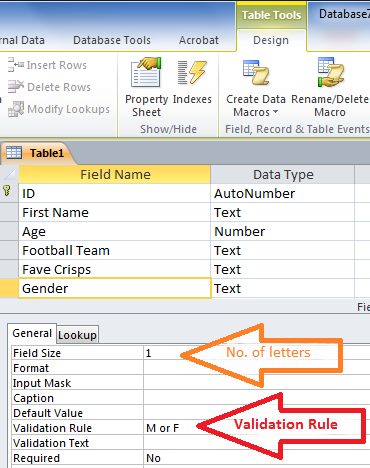 Table Tools
Database7
rnal Data
Database Tools
Acrobat
Design
Insert Rows
Delete Rows
Modify Lookups
Property Sheet
Indexes
Create Data Macros
Rename/Delete Macro
Show/Hide
Field, Record & Table Events
Table1
Field Name Data Type
ID AutoNumber
First Name Text
Age Number
Football Team Text
Fave Crisps Text
Gender Text
Fie
General Lookup
Field Size 1
No. of letters
Format
Input Mask
Caption
Default Value
Validation Rule M or F
Validation Rule
Validation Text
Required No